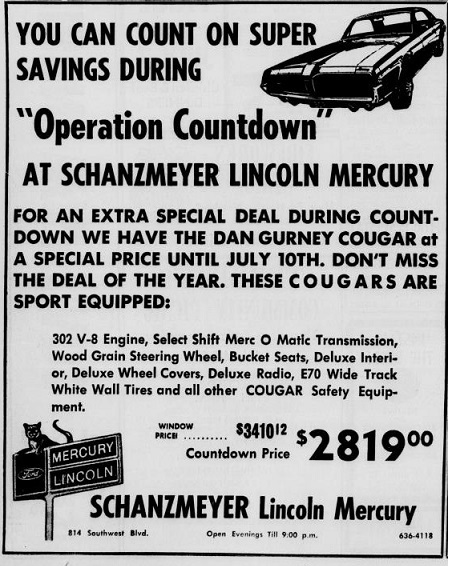 YOU CAN COUNT ON SUPER
SAVINGS DURING
"Operation Countdown"
AT SCHANZMEYER LINCOLN MERCURY
FOR AN EXTRA SPECIAL DEAL DURING COUNT-
DOWN WE HAVE THE DAN GURNEY COUGAR at
A SPECIAL PRICE UNTIL JULY 10TH. DON'T MISS
THE DEAL OF THE YEAR. THESE COUGARS ARE
SPORT EQUIPPED:
302 V-8 Engine, Select Shift Merc O Matic Transmission,
Wood Grain Steering Wheel, Bucket Seats, Deluxe Interi-
or, Deluxe Wheel Covers, Deluxe Radio, E70 Wide Track
White Wall Tires and all other COUGAR Safety Equip-
ment.
WINDOW
PRICE! .......... $341012
Countdown Price $281900
Ford
MERCURY
LINCOLN
SCHANZMEYER Lincoln Mercury
814 Southwest Blvd. Open Evenings Till 9:00 p.m. 636-4118